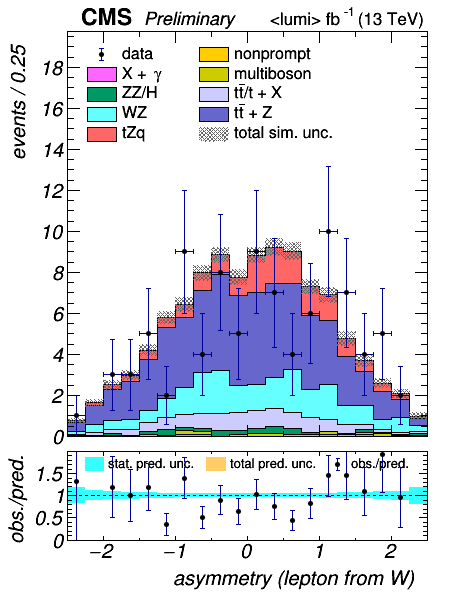 CMS Preliminary <lumi> fb⁻¹ (13 TeV)
events / 0.25
18
16
14
12
10
8
6
4
2
0
data
X + γ
ZZ/H
WZ
tZq
nonprompt
multiboson
tt̄/t + X
tt̄ + Z
total sim. unc.
obs./pred.
1.5
1
0.5
0
stat. pred. unc. total pred. unc. obs./pred.
−2 −1 0 1 2
asymmetry (lepton from W)